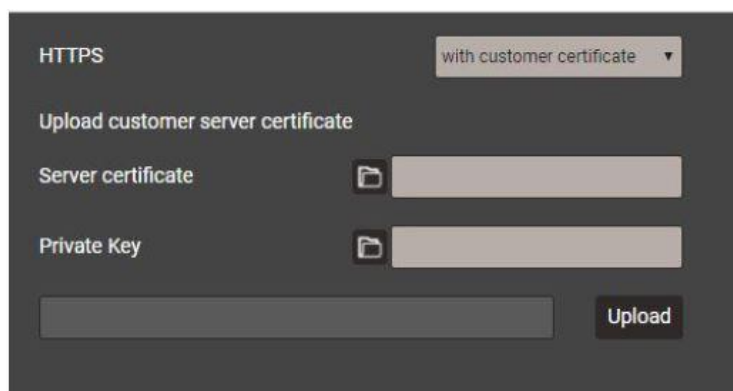 HTTPS with customer certificate
Upload customer server certificate
Server certificate
Private Key
Upload